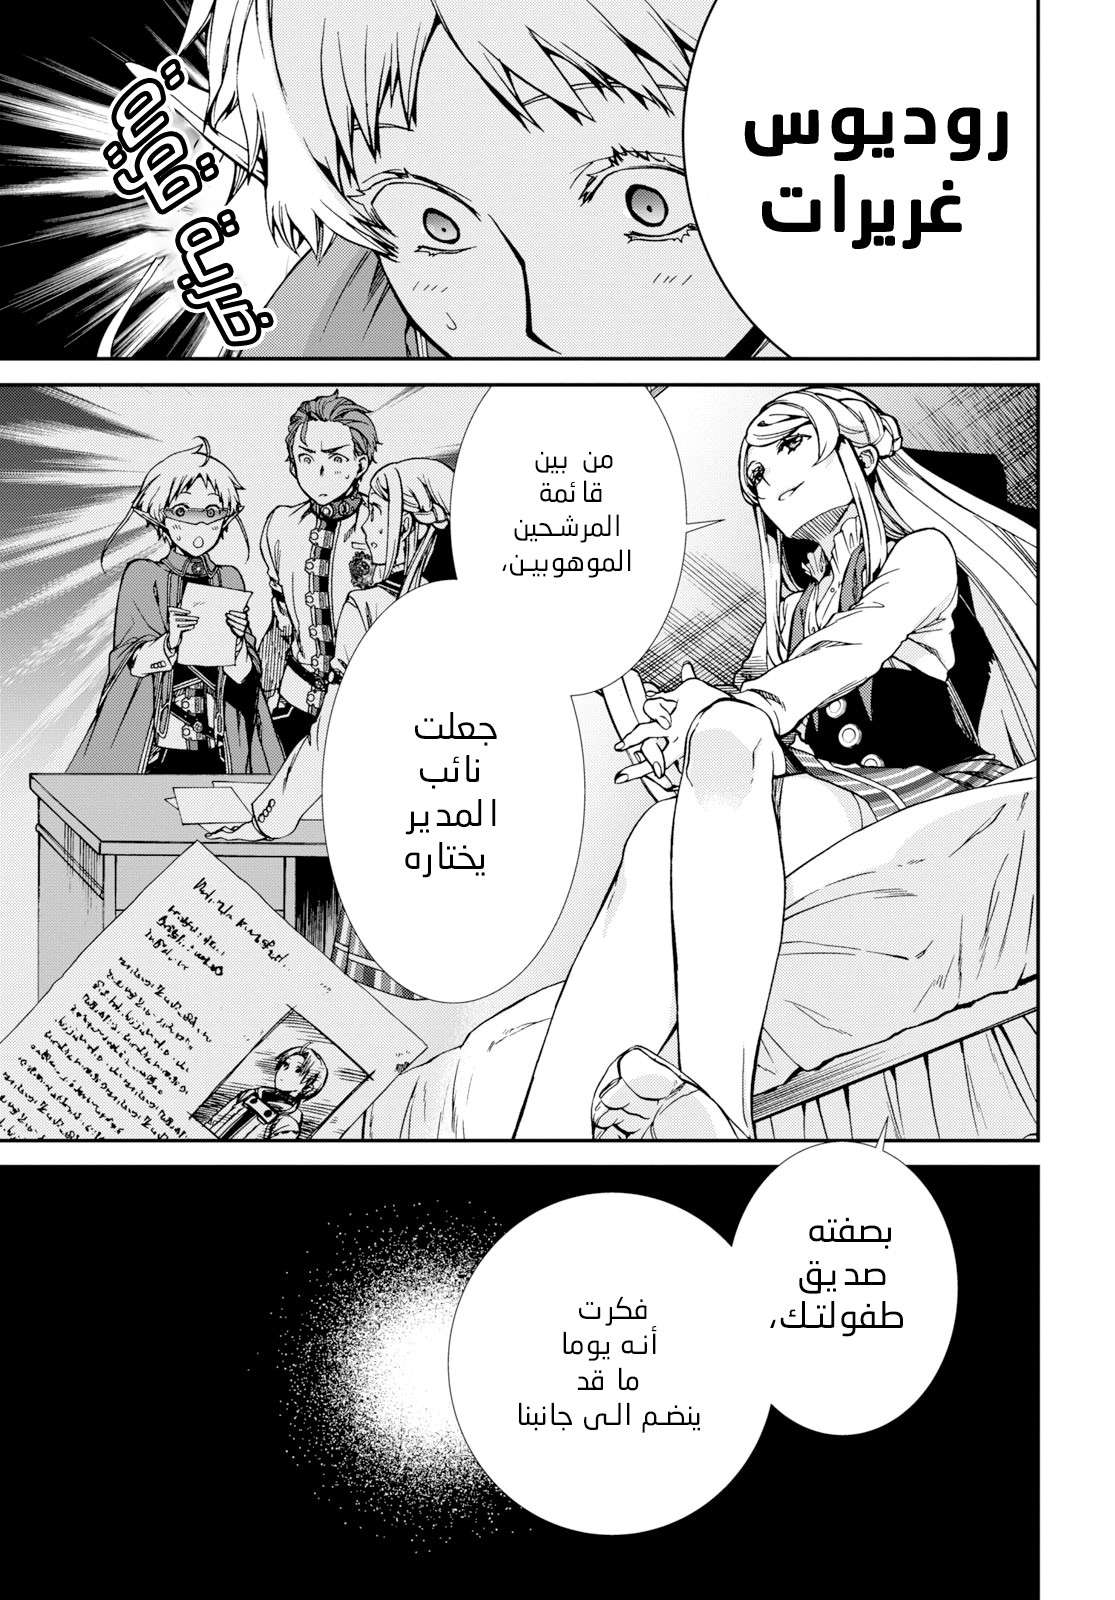 روديوس
غريرات
ضربة
من بين
قائمة
المرشحين
الموهوبين،
جعلت
نائب
المدير
يختاره
بصفته
صديق
طفولتك،
فكرت
أنه يوما
ما قد
ينضم الى جانبنا